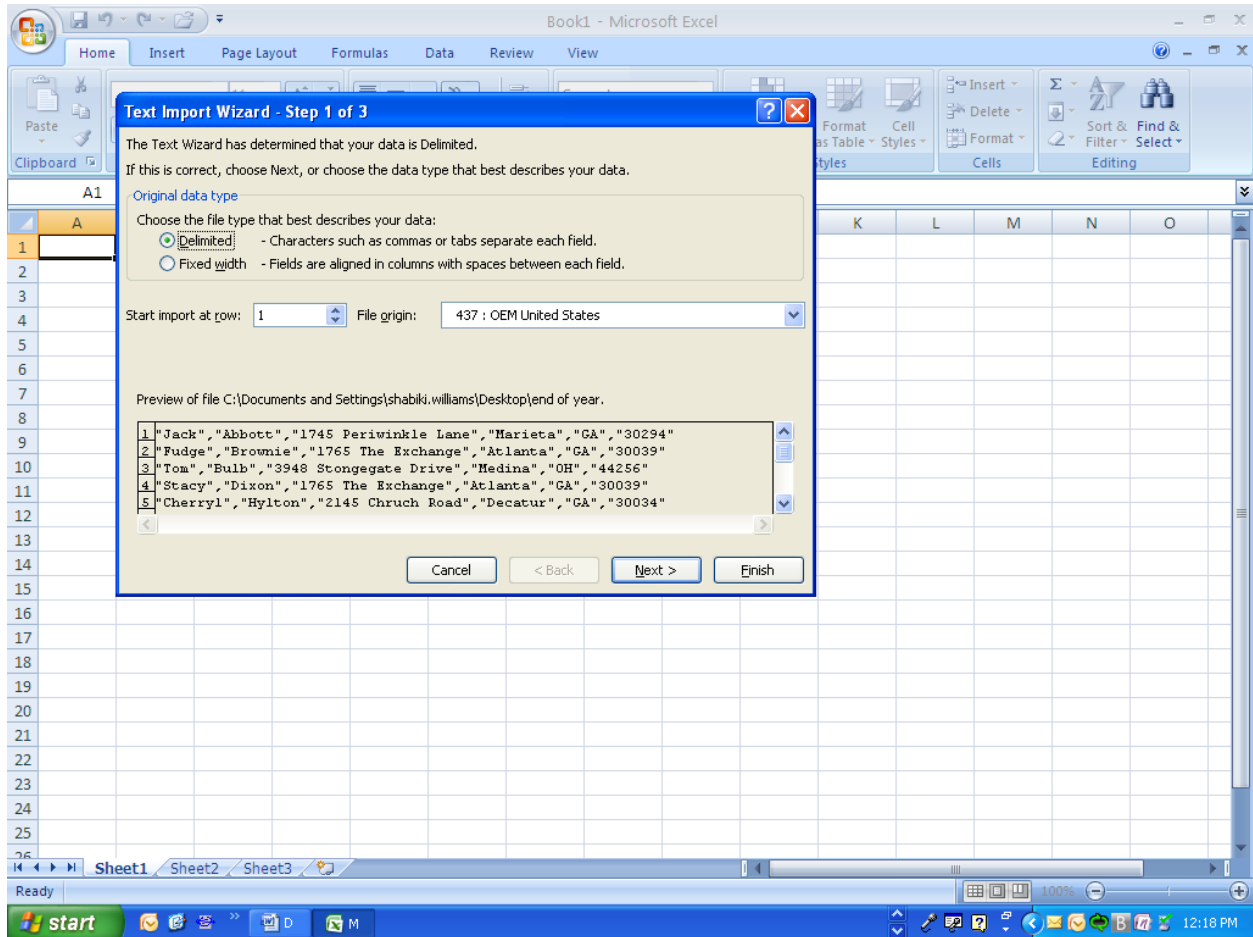 Book1 - Microsoft Excel
Home Insert Page Layout Formulas Data Review View
Paste
Clipboard
Format as Table
Cell Styles
Styles
Insert
Delete
Format
Cells
Σ
Sort & Filter
Find & Select
Editing
A1
Text Import Wizard - Step 1 of 3
The Text Wizard has determined that your data is Delimited.
If this is correct, choose Next, or choose the data type that best describes your data.
Original data type
Choose the file type that best describes your data:
Delimited - Characters such as commas or tabs separate each field.
Fixed width - Fields are aligned in columns with spaces between each field.
Start import at row: 1 File origin: 437 : OEM United States
Preview of file C:\Documents and Settings\shabiki.williams\Desktop\end of year.
1 "Jack","Abbott","1745 Periwinkle Lane","Marieta","GA","30294"
2 "Fudge","Brownie","1765 The Exchange","Atlanta","GA","30039"
3 "Tom","Bulb","3948 Stongegate Drive","Medina","OH","44256"
4 "Stacy","Dixon","1765 The Exchange","Atlanta","GA","30039"
5 "Cherryl","Hylton","2145 Chruch Road","Decatur","GA","30034"
Cancel < Back Next > Finish
A K L M N O
1
2
3
4
5
6
7
8
9
10
11
12
13
14
15
16
17
18
19
20
21
22
23
24
25
26
Sheet1 Sheet2 Sheet3
Ready 100%
start D M 12:18 PM